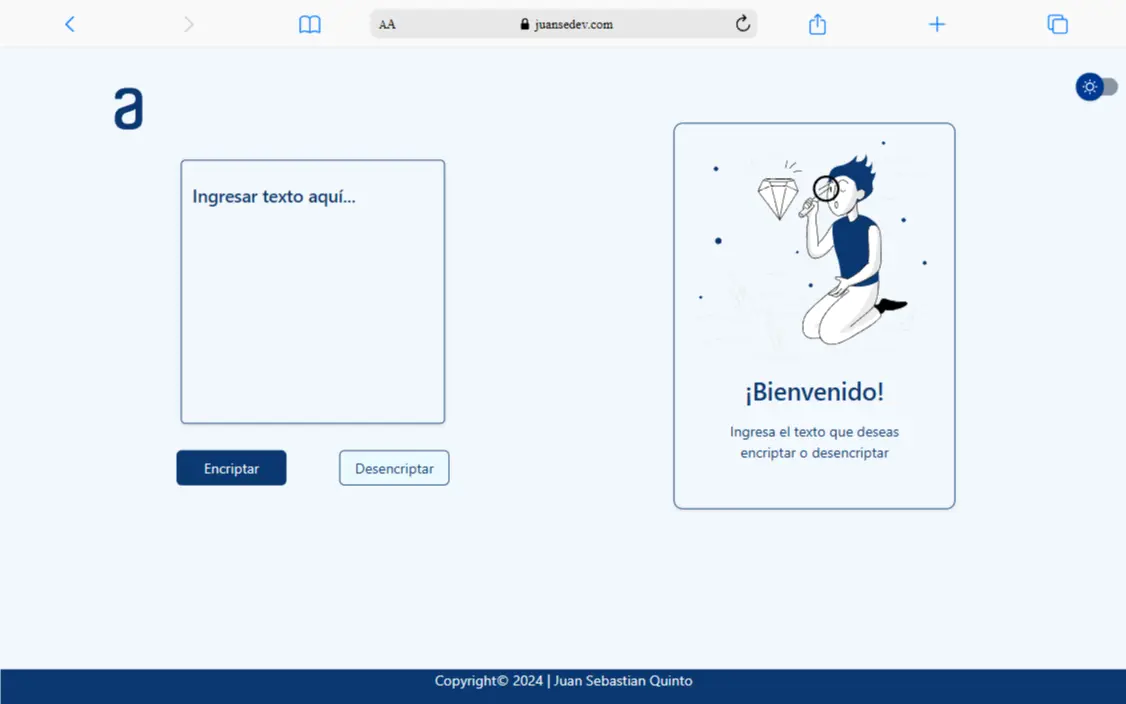 AA
juansedev.com
a
Ingresar texto aquí...
Encriptar
Desencriptar
¡Bienvenido!
Ingresa el texto que deseas
encriptar o desencriptar
Copyright© 2024 | Juan Sebastian Quinto